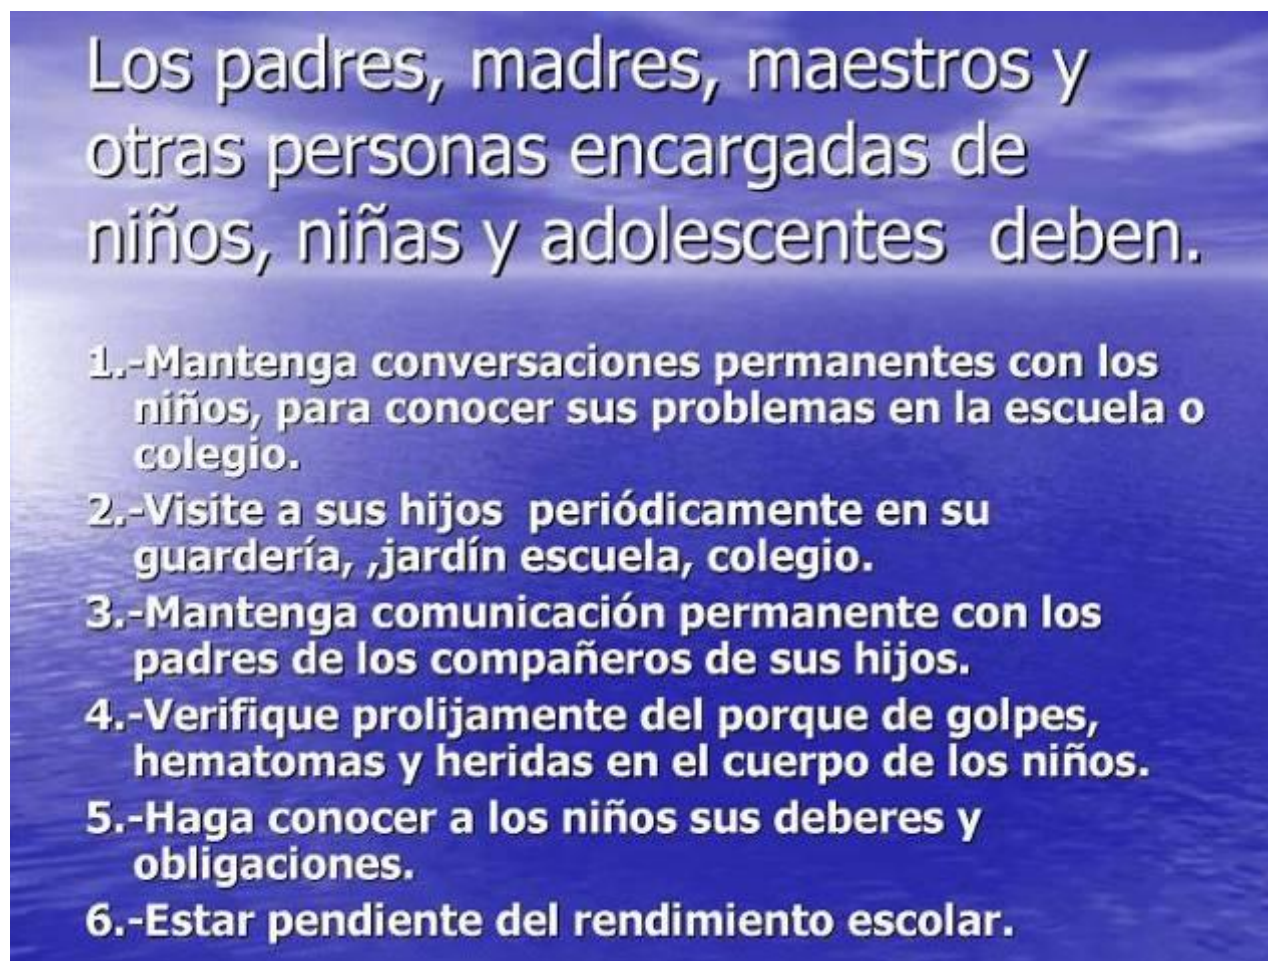 Los padres, madres, maestros y
otras personas encargadas de
niños, niñas y adolescentes  deben.
1.-Mantenga conversaciones permanentes con los
niños, para conocer sus problemas en la escuela o
colegio.
2.-Visite a sus hijos  periódicamente en su
guardería, ,jardín escuela, colegio.
3.-Mantenga comunicación permanente con los
padres de los compañeros de sus hijos.
4.-Verifique prolijamente del porque de golpes,
hematomas y heridas en el cuerpo de los niños.
5.-Haga conocer a los niños sus deberes y
obligaciones.
6.-Estar pendiente del rendimiento escolar.